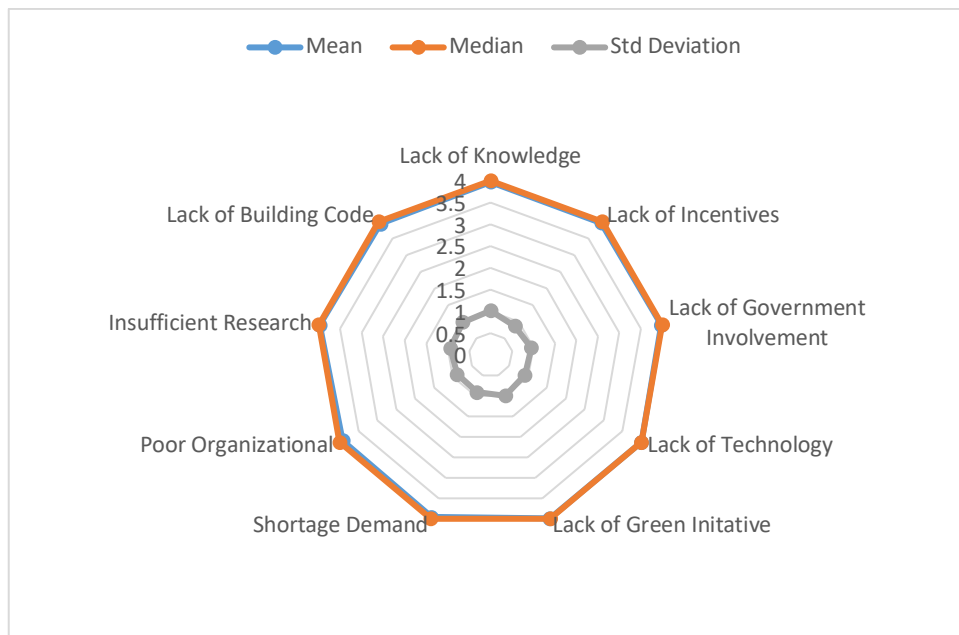 Mean Median Std Deviation
Lack of Knowledge
4
3.5
3
2.5
2
1.5
1
0.5
0
Lack of Incentives
Lack of Government
Involvement
Lack of Technology
Lack of Green Initative
Shortage Demand
Poor Organizational
Insufficient Research
Lack of Building Code